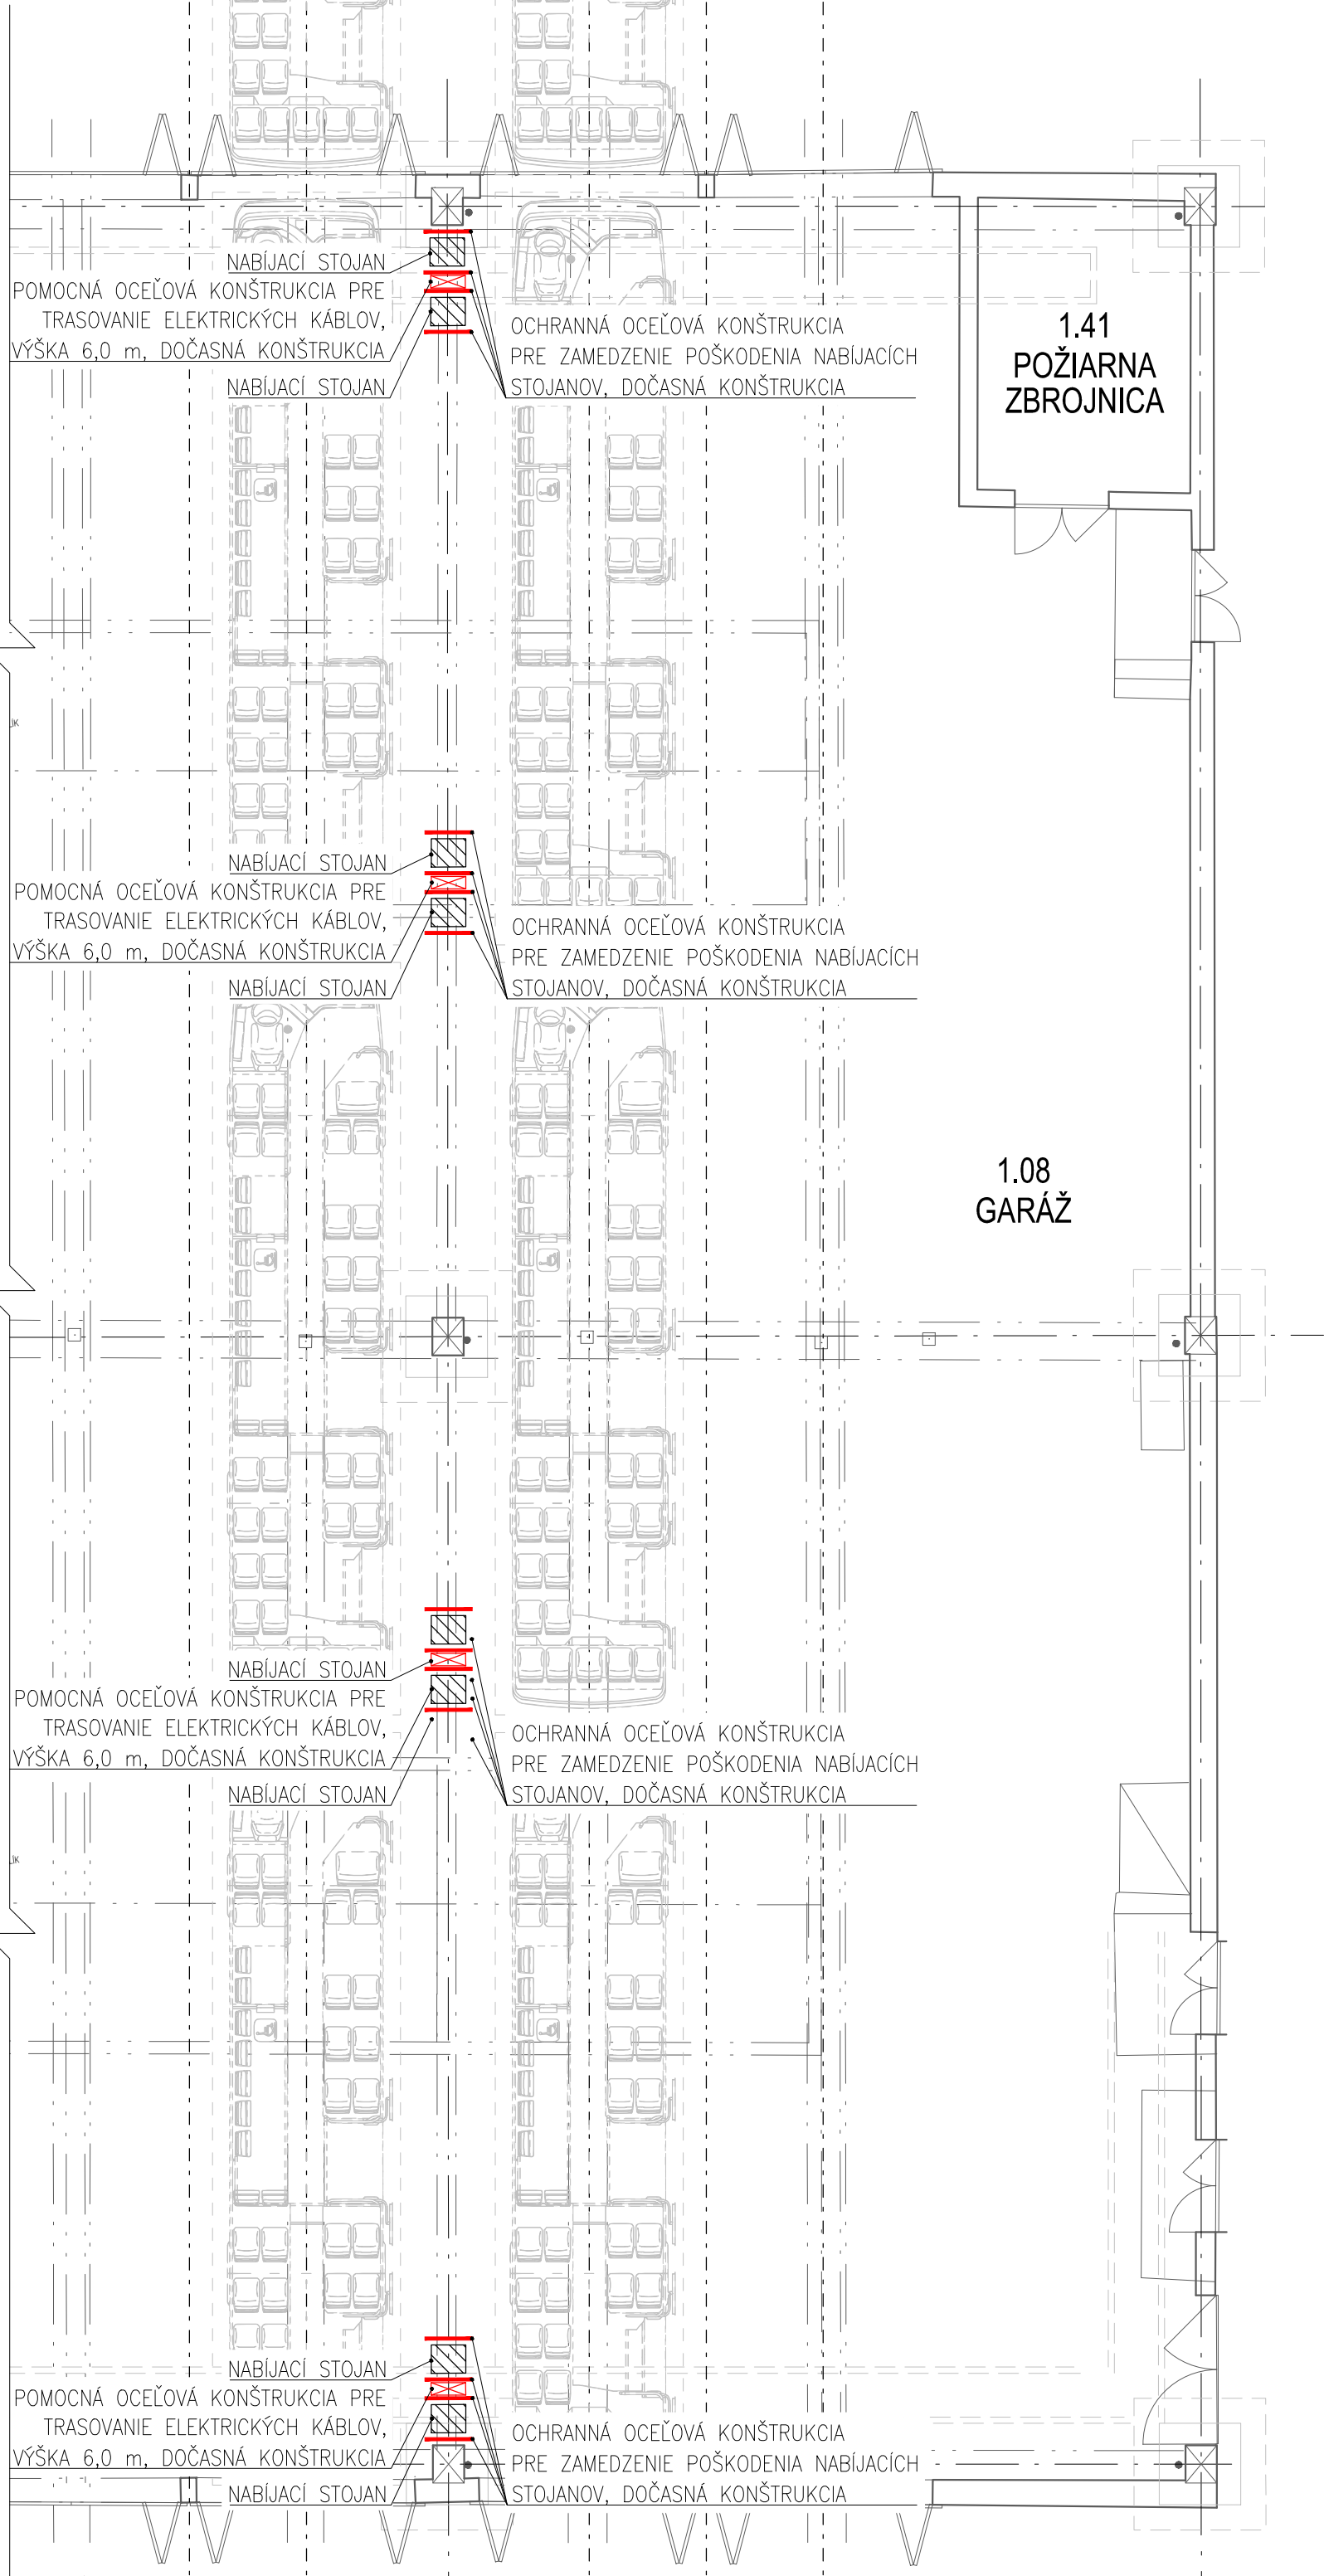 NABÍJACÍ STOJAN
POMOCNÁ OCEĽOVÁ KONŠTRUKCIA PRE
TRASOVANIE ELEKTRICKÝCH KÁBLOV,
VÝŠKA 6,0 m, DOČASNÁ KONŠTRUKCIA
NABÍJACÍ STOJAN
OCHRANNÁ OCEĽOVÁ KONŠTRUKCIA
PRE ZAMEDZENIE POŠKODENIA NABÍJACÍCH
STOJANOV, DOČASNÁ KONŠTRUKCIA
1.41
POŽIARNA
ZBROJNICA
NABÍJACÍ STOJAN
POMOCNÁ OCEĽOVÁ KONŠTRUKCIA PRE
TRASOVANIE ELEKTRICKÝCH KÁBLOV,
VÝŠKA 6,0 m, DOČASNÁ KONŠTRUKCIA
NABÍJACÍ STOJAN
OCHRANNÁ OCEĽOVÁ KONŠTRUKCIA
PRE ZAMEDZENIE POŠKODENIA NABÍJACÍCH
STOJANOV, DOČASNÁ KONŠTRUKCIA
1.08
GARÁŽ
NABÍJACÍ STOJAN
POMOCNÁ OCEĽOVÁ KONŠTRUKCIA PRE
TRASOVANIE ELEKTRICKÝCH KÁBLOV,
VÝŠKA 6,0 m, DOČASNÁ KONŠTRUKCIA
NABÍJACÍ STOJAN
OCHRANNÁ OCEĽOVÁ KONŠTRUKCIA
PRE ZAMEDZENIE POŠKODENIA NABÍJACÍCH
STOJANOV, DOČASNÁ KONŠTRUKCIA
NABÍJACÍ STOJAN
POMOCNÁ OCEĽOVÁ KONŠTRUKCIA PRE
TRASOVANIE ELEKTRICKÝCH KÁBLOV,
VÝŠKA 6,0 m, DOČASNÁ KONŠTRUKCIA
NABÍJACÍ STOJAN
OCHRANNÁ OCEĽOVÁ KONŠTRUKCIA
PRE ZAMEDZENIE POŠKODENIA NABÍJACÍCH
STOJANOV, DOČASNÁ KONŠTRUKCIA